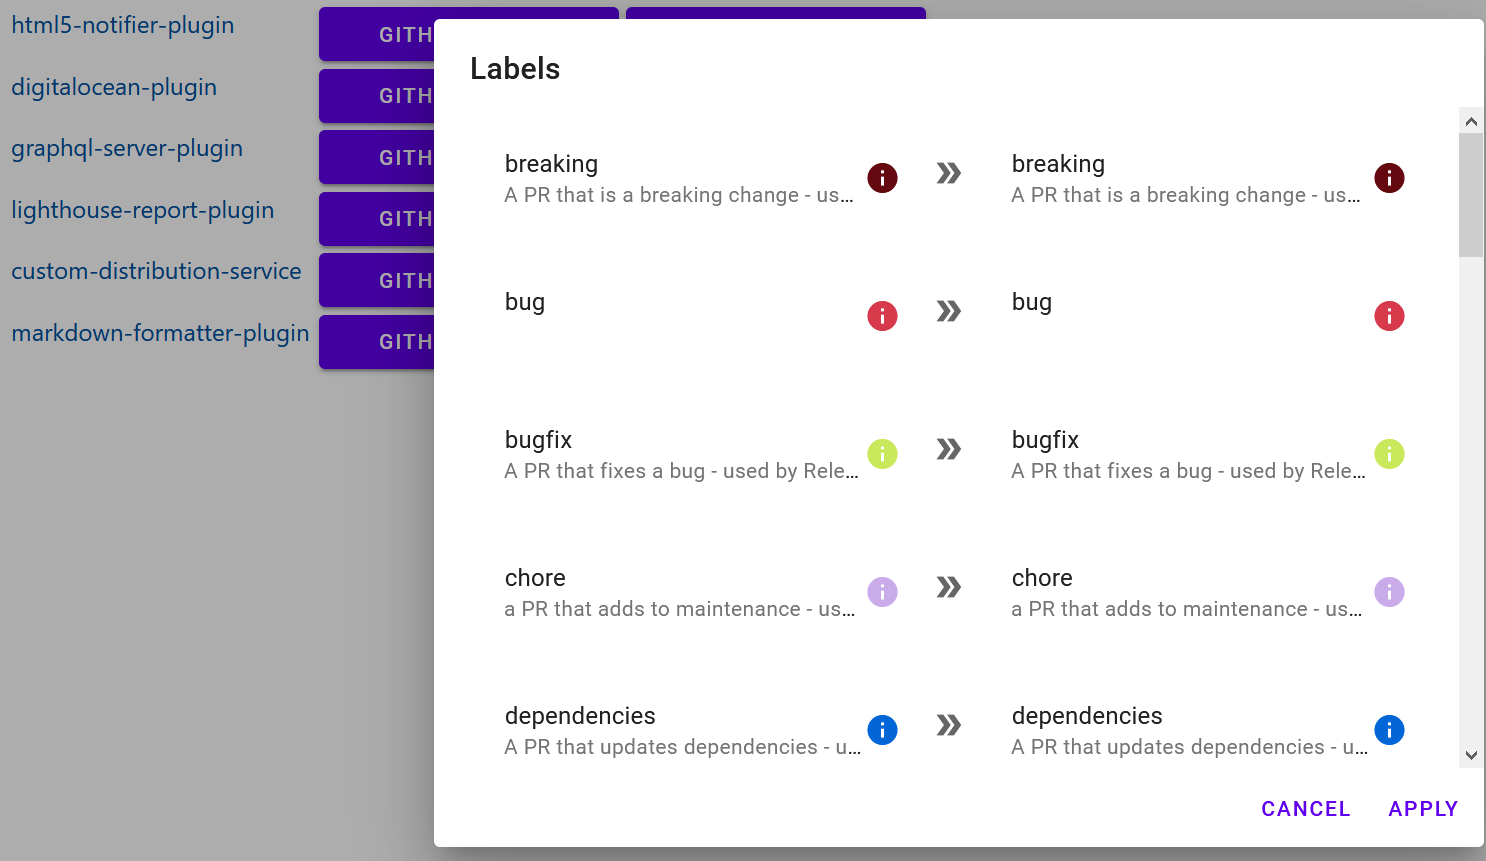 html5-notifier-plugin
GITH
digitalocean-plugin
GITH
graphql-server-plugin
GITH
lighthouse-report-plugin
GITH
custom-distribution-service
GITH
markdown-formatter-plugin
GITH
Labels
breaking
A PR that is a breaking change - us...
breaking
A PR that is a breaking change - us...
bug
bug
bugfix
A PR that fixes a bug - used by Rele...
bugfix
A PR that fixes a bug - used by Rele...
chore
a PR that adds to maintenance - us...
chore
a PR that adds to maintenance - us...
dependencies
A PR that updates dependencies - u...
dependencies
A PR that updates dependencies - u...
CANCEL APPLY